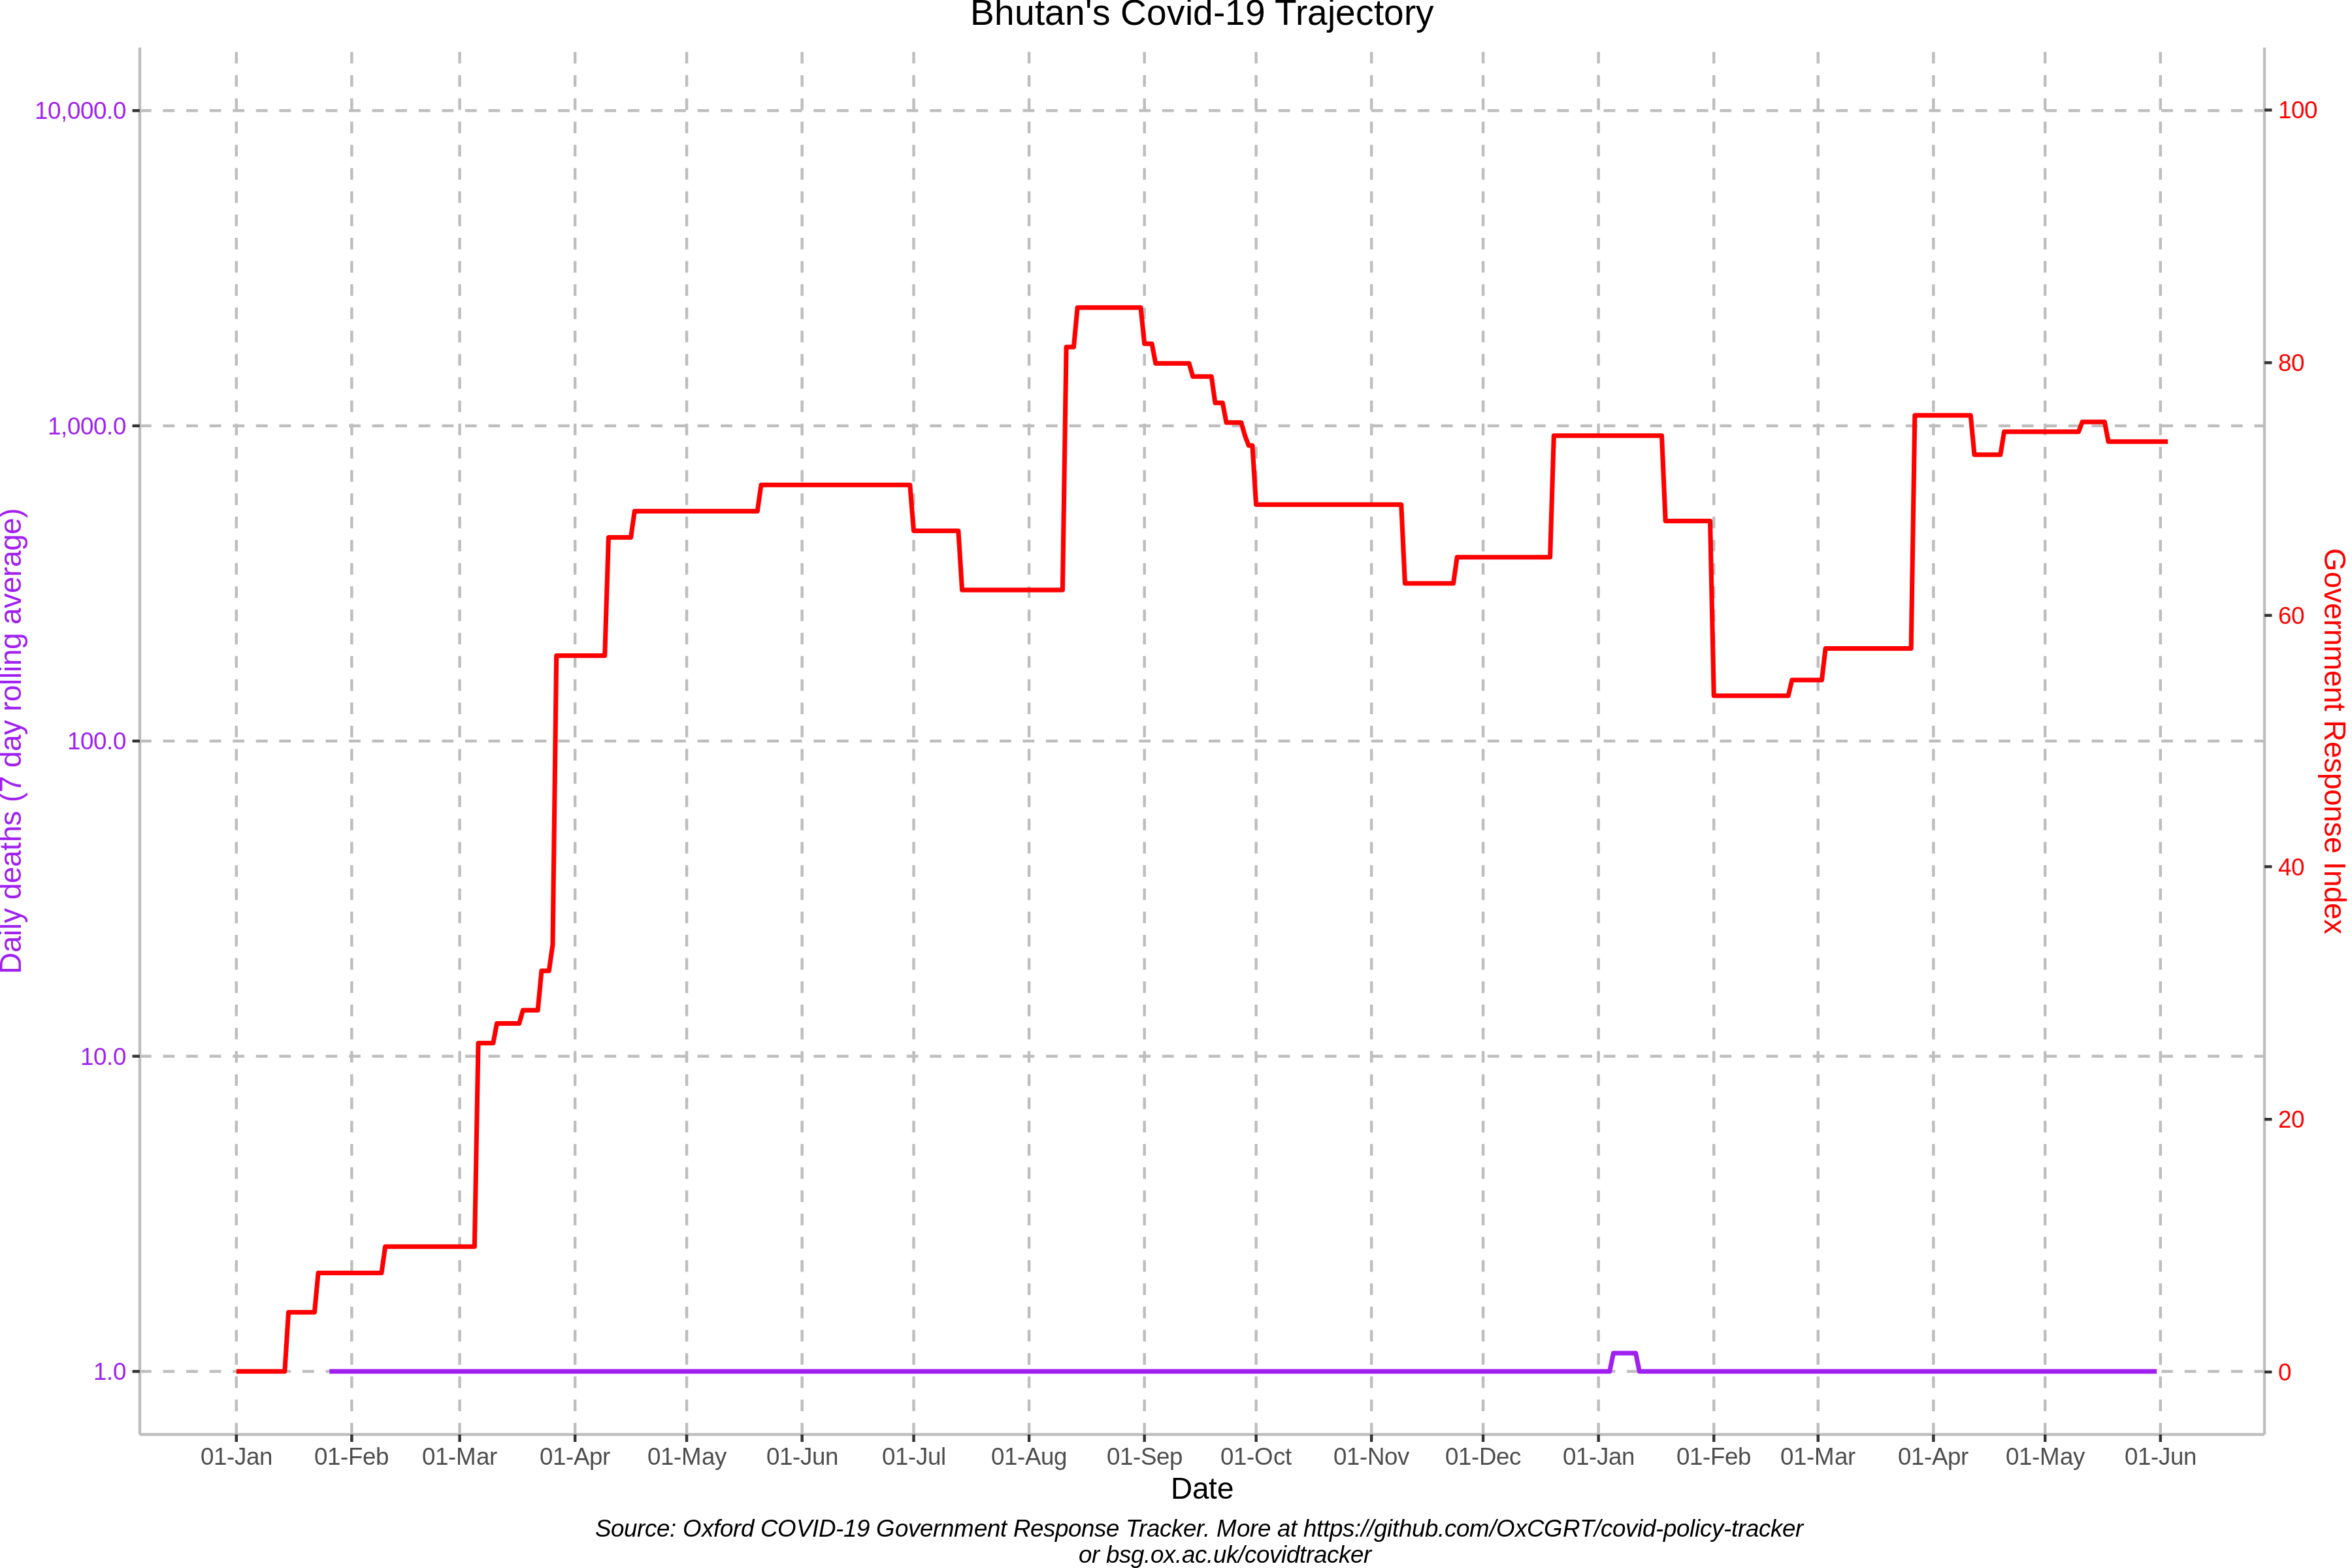 Bhutan's Covid-19 Trajectory
10,000.0
1,000.0
100.0
10.0
1.0
Daily deaths (7 day rolling average)
100
80
60
40
20
0
Government Response Index
01-Jan 01-Feb 01-Mar 01-Apr 01-May 01-Jun 01-Jul 01-Aug 01-Sep 01-Oct 01-Nov 01-Dec 01-Jan 01-Feb 01-Mar 01-Apr 01-May 01-Jun
Date
Source: Oxford COVID-19 Government Response Tracker. More at https://github.com/OxCGRT/covid-policy-tracker
or bsg.ox.ac.uk/covidtracker